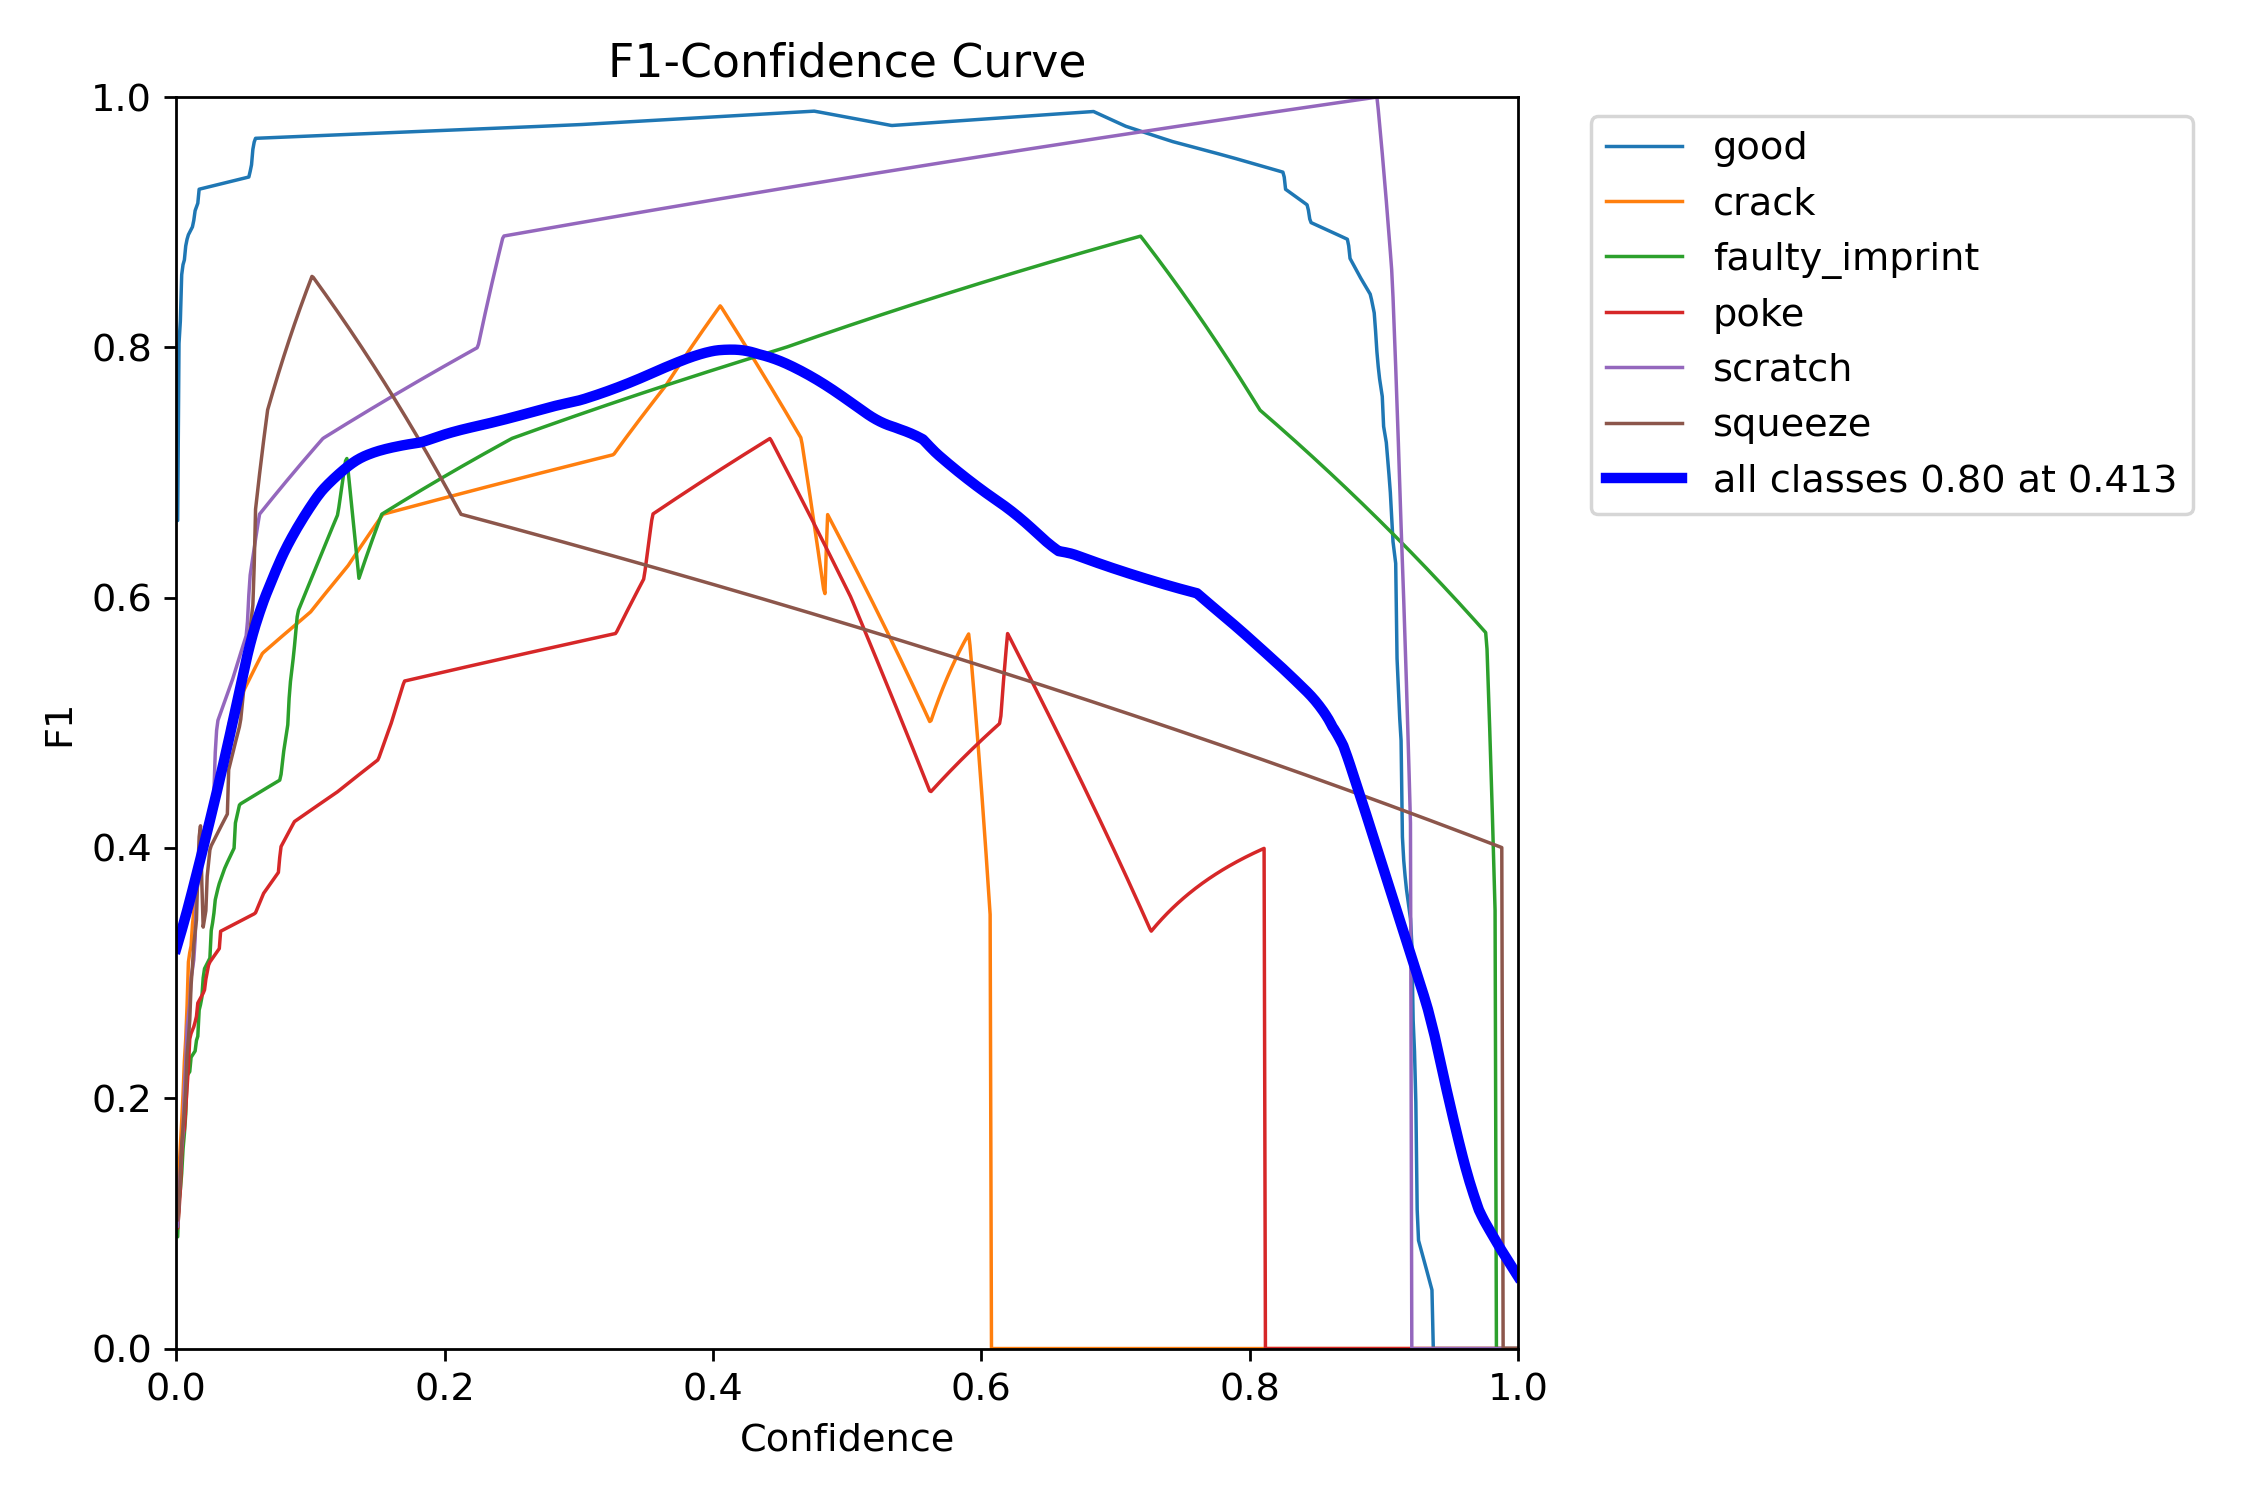 F1-Confidence Curve
1.0
0.8
0.6
0.4
0.2
0.0
F1
0.0 0.2 0.4 0.6 0.8 1.0
Confidence
good
crack
faulty_imprint
poke
scratch
squeeze
all classes 0.80 at 0.413